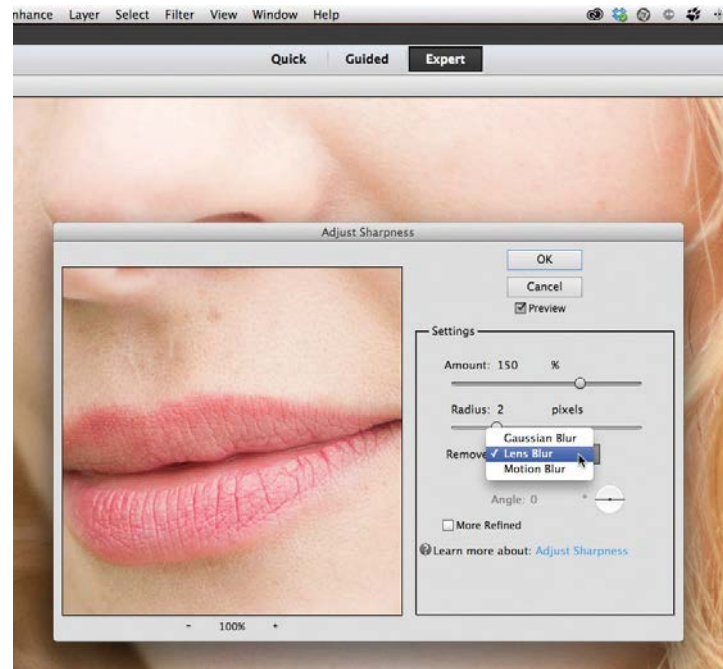 Layer Select Filter View Window Help
Quick Guided Expert
Adjust Sharpness
OK
Cancel
Preview
Settings
Amount: 150 %
Radius: 2 pixels
Remove
Gaussian Blur
✓ Lens Blur
Motion Blur
Angle: 0 °
More Refined
Learn more about: Adjust Sharpness
- 100% +